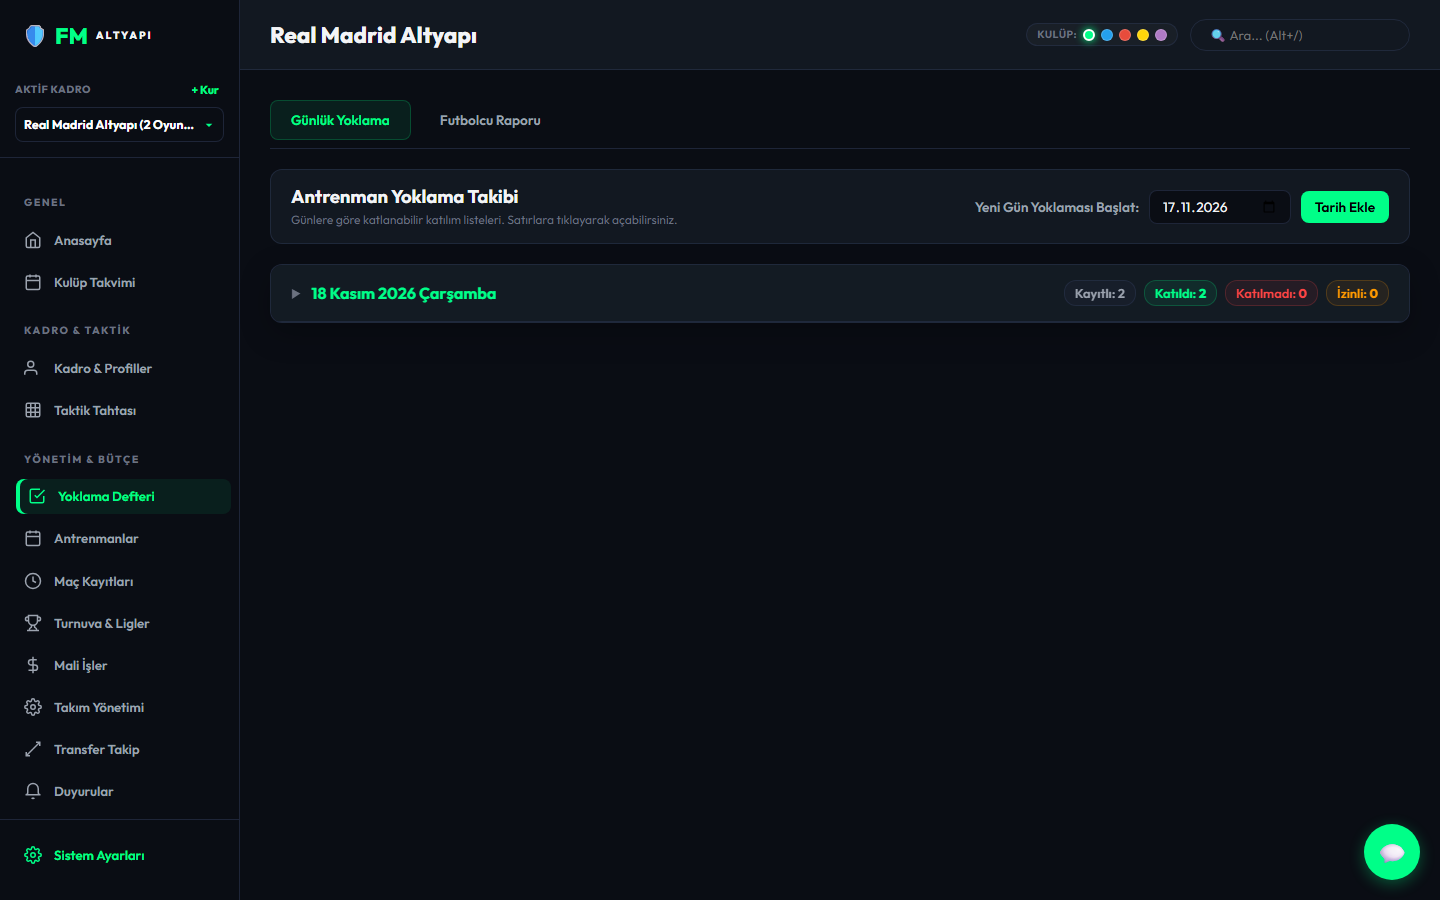 FM ALTYAPI
AKTİF KADRO
+ Kur
Real Madrid Altyapı (2 Oyun...
GENEL
Anasayfa
Kulüp Takvimi
KADRO & TAKTİK
Kadro & Profiller
Taktik Tahtası
YÖNETİM & BÜTÇE
Yoklama Defteri
Antrenmanlar
Maç Kayıtları
Turnuva & Ligler
Mali İşler
Takım Yönetimi
Transfer Takip
Duyurular
Sistem Ayarları
Real Madrid Altyapı
KULÜP:
Ara... (Alt+/)
Günlük Yoklama
Futbolcu Raporu
Antrenman Yoklama Takibi
Günlere göre katlanabilir katılım listeleri. Satırlara tıklayarak açabilirsiniz.
Yeni Gün Yoklaması Başlat:
17.11.2026
Tarih Ekle
18 Kasım 2026 Çarşamba
Kayıtlı: 2
Katıldı: 2
Katılmadı: 0
İzinli: 0